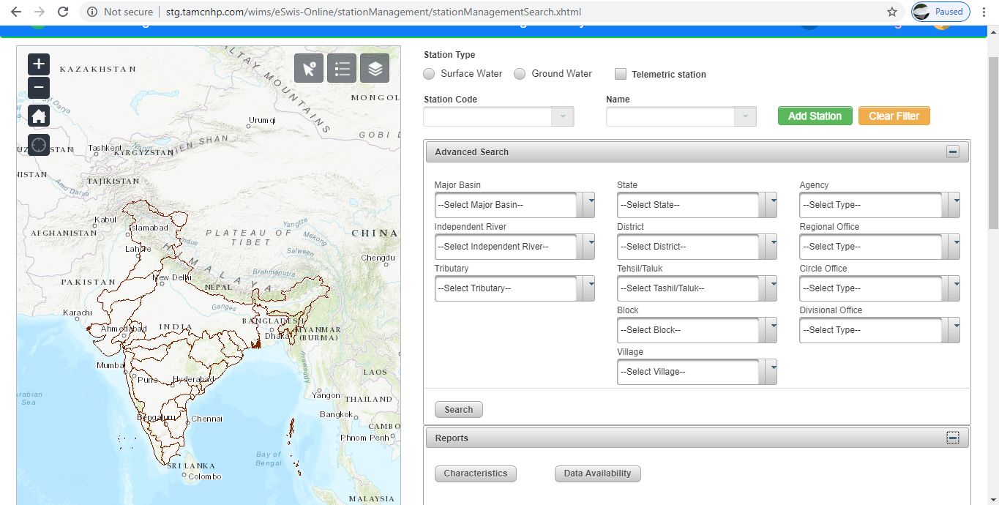 Not secure
stg.tamcnhp.com/wims/eSwis-Online/stationManagement/stationManagementSearch.xhtml
Paused
+
−
KAZAKHSTAN
ALTAY MOUNTAINS
MONGOL
Syr Darya
Urumqi
GOBI D
TIEN SHAN
Tashkent
Naryn
KYRGYZSTAN
UZ
STAN
NISTAN
TAJIKISTAN
Amu Darya
Kabul
Islamabad
AFGHANISTAN
Indus
PLATEAU OF
TIBET
Yangtze
Mekong
Salween
CHINA
Lahore
Chengdu
HIMALAYA
Brahmaputra
PAKISTAN
New Delhi
NEPAL
Ganges
Karachi
BANGLADESH
Ahmedabad
INDIA
Dhaka
MYANMAR
(BURMA)
Irrawaddy
Mumba
Pune
Hyderabad
LAOS
Arabian
Sea
Yangon
THAILAND
Bengaluru
Chennai
Bangkok
CAMBO
Phnom Penh
Bay of
Bengal
SRI LANKA
Colombo
MALAYSIA
Station Type
Surface Water
Ground Water
Telemetric station
Station Code
Name
Add Station
Clear Filter
Advanced Search
Major Basin
State
Agency
--Select Major Basin--
--Select State--
--Select Type--
Independent River
District
Regional Office
--Select Independent River--
--Select District--
--Select Type--
Tributary
Tehsil/Taluk
Circle Office
--Select Tributary--
--Select Tashil/Taluk--
--Select Type--
Block
Divisional Office
--Select Block--
--Select Type--
Village
--Select Village--
Search
Reports
Characteristics
Data Availability